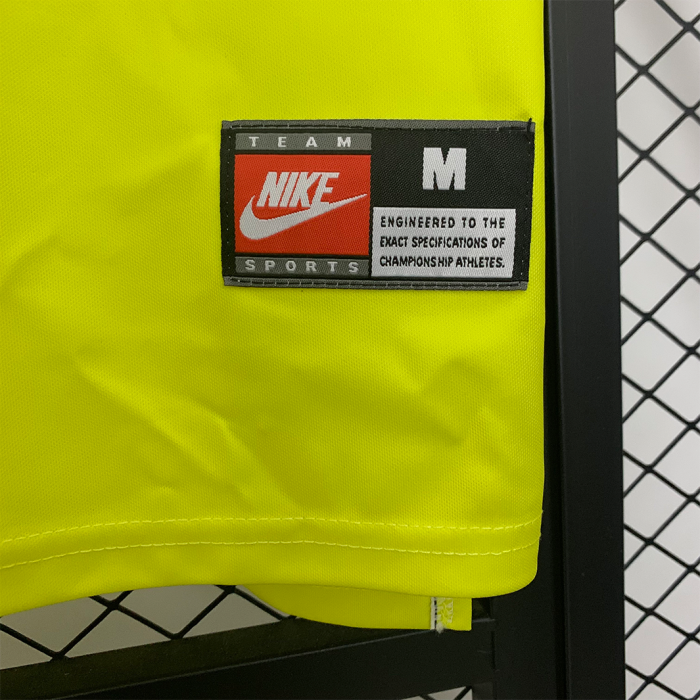 TEAM
NIKE
SPORTS
M
ENGINEERED TO THE
EXACT SPECIFICATIONS OF
CHAMPIONSHIP ATHLETES.